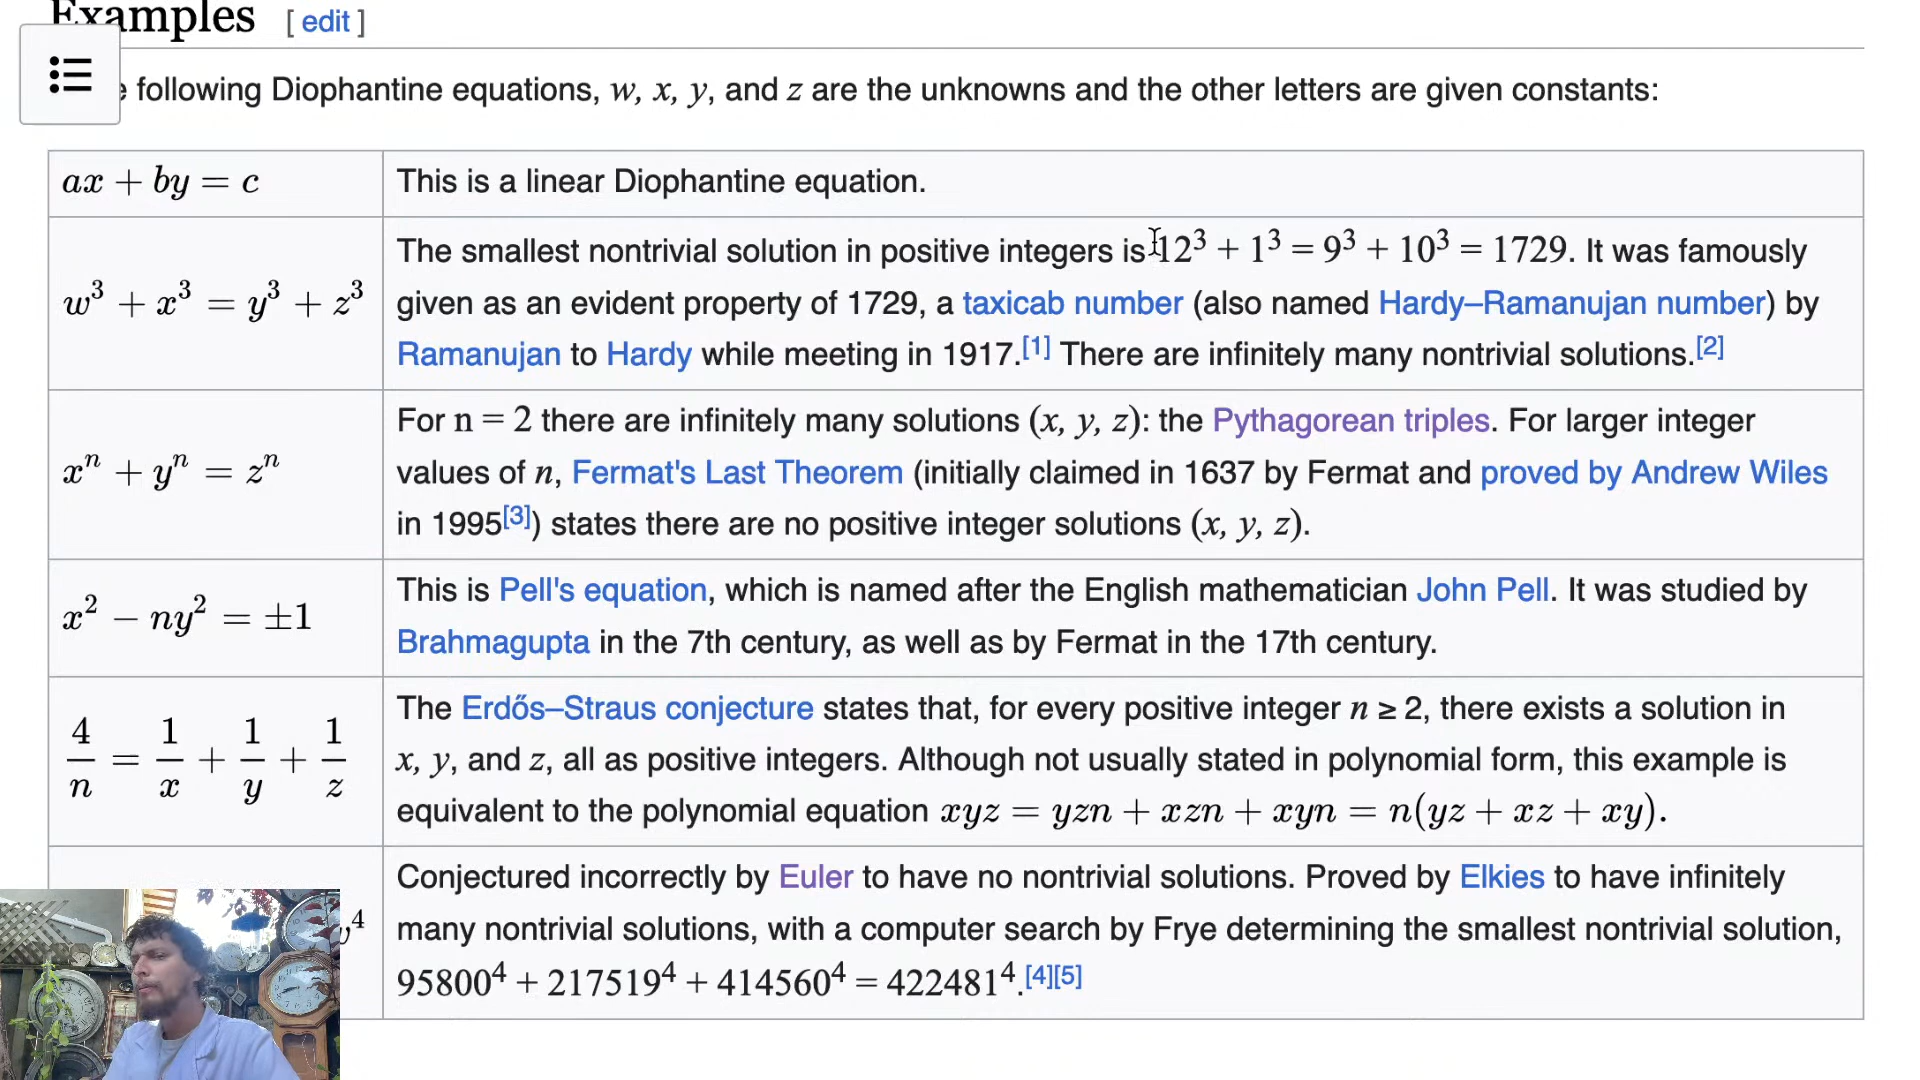 Examples [ edit ]
following Diophantine equations, w, x, y, and z are the unknowns and the other letters are given constants:
ax + by = c
This is a linear Diophantine equation.
w³ + x³ = y³ + z³
The smallest nontrivial solution in positive integers is 12³ + 1³ = 9³ + 10³ = 1729. It was famously
given as an evident property of 1729, a taxicab number (also named Hardy–Ramanujan number) by
Ramanujan to Hardy while meeting in 1917.[1] There are infinitely many nontrivial solutions.[2]
xⁿ + yⁿ = zⁿ
For n = 2 there are infinitely many solutions (x, y, z): the Pythagorean triples. For larger integer
values of n, Fermat's Last Theorem (initially claimed in 1637 by Fermat and proved by Andrew Wiles
in 1995[3]) states there are no positive integer solutions (x, y, z).
x² − ny² = ±1
This is Pell's equation, which is named after the English mathematician John Pell. It was studied by
Brahmagupta in the 7th century, as well as by Fermat in the 17th century.
4/n = 1/x + 1/y + 1/z
The Erdős–Straus conjecture states that, for every positive integer n ≥ 2, there exists a solution in
x, y, and z, all as positive integers. Although not usually stated in polynomial form, this example is
equivalent to the polynomial equation xyz = yzn + xzn + xyn = n(yz + xz + xy).
Conjectured incorrectly by Euler to have no nontrivial solutions. Proved by Elkies to have infinitely
many nontrivial solutions, with a computer search by Frye determining the smallest nontrivial solution,
95800⁴ + 217519⁴ + 414560⁴ = 422481⁴.[4][5]